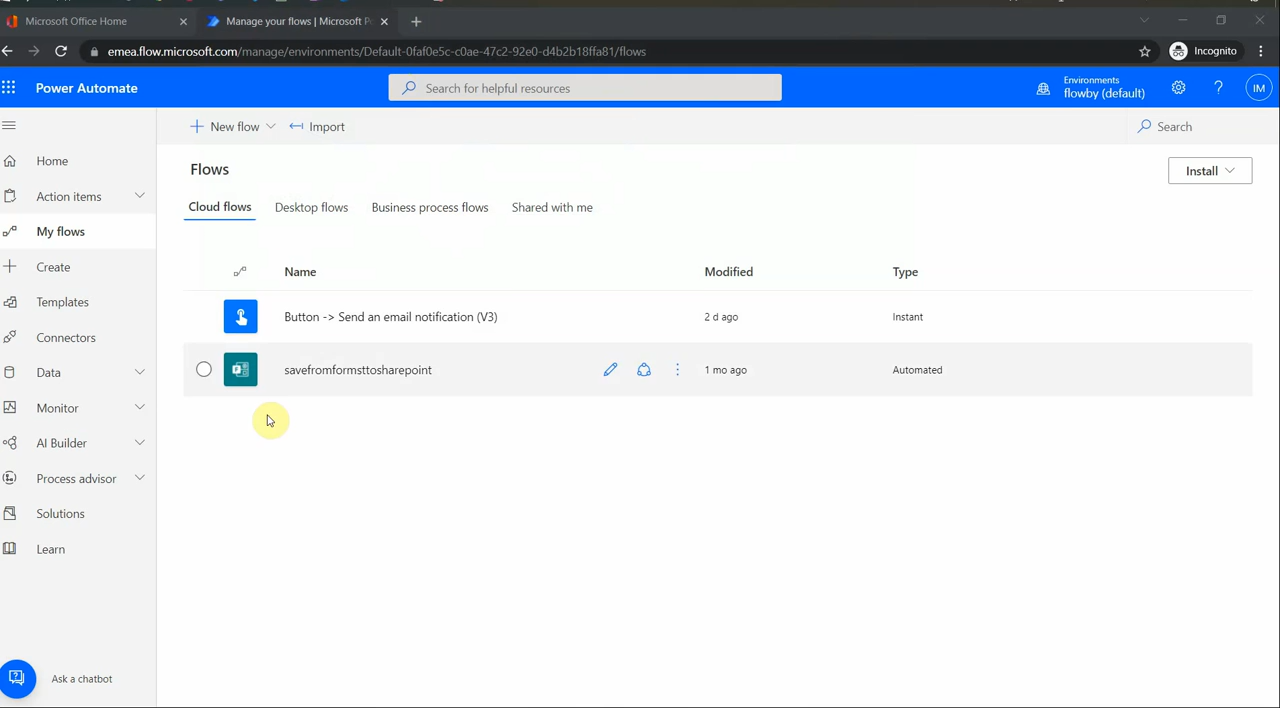 Microsoft Office Home
Manage your flows | Microsoft Po
emea.flow.microsoft.com/manage/environments/Default-0faf0e5c-c0ae-47c2-92e0-d4b2b18ffa81/flows
Incognito
Power Automate
Search for helpful resources
Environments
flowby (default)
?
IM
New flow
Import
Search
Home
Action items
My flows
Create
Templates
Connectors
Data
Monitor
AI Builder
Process advisor
Solutions
Learn
Ask a chatbot
Flows
Install
Cloud flows
Desktop flows
Business process flows
Shared with me
Name
Modified
Type
Button -> Send an email notification (V3)
2 d ago
Instant
savefromformsttosharepoint
1 mo ago
Automated